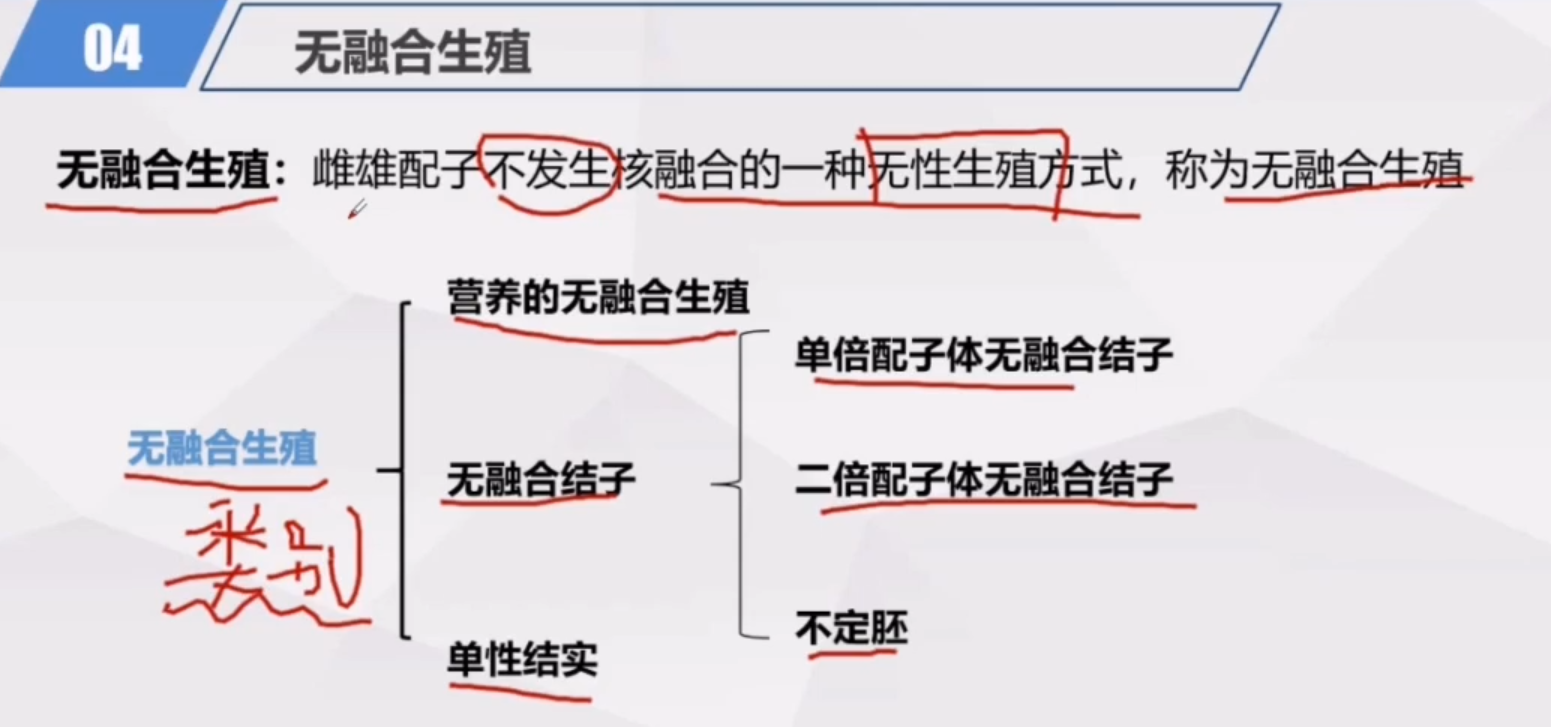 04
无融合生殖
无融合生殖：雌雄配子不发生核融合的一种无性生殖方式，称为无融合生殖
营养的无融合生殖
单倍配子体无融合结子
无融合生殖
类别
无融合结子
二倍配子体无融合结子
不定胚
单性结实